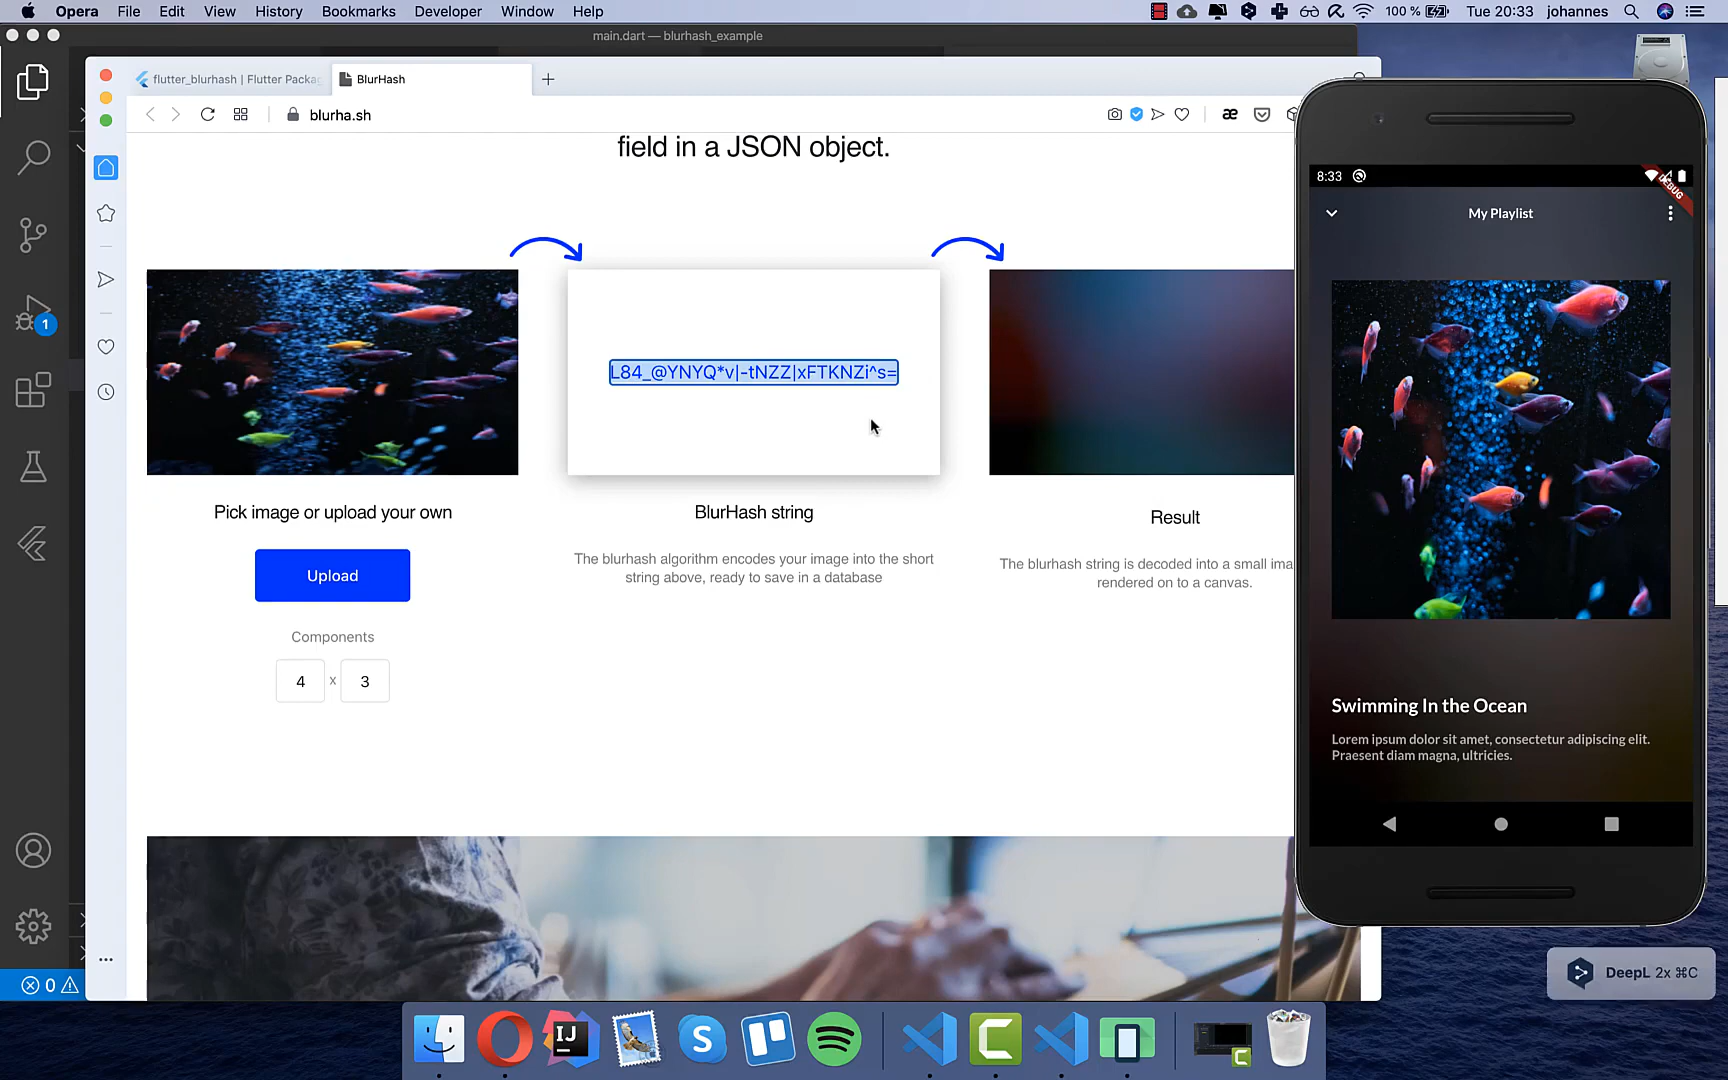 Opera File Edit View History Bookmarks Developer Window Help
100 % Tue 20:33 johannes
main.dart — blurhash_example
flutter_blurhash | Flutter Packag
BlurHash
blurha.sh
field in a JSON object.
L84_@YNYQ*v|-tNZZ|xFTKNZi^s=
Pick image or upload your own
BlurHash string
Result
The blurhash algorithm encodes your image into the short
string above, ready to save in a database
The blurhash string is decoded into a small ima
rendered on to a canvas.
Upload
Components
4 x 3
1
0
8:33
DEBUG
My Playlist
Swimming In the Ocean
Lorem ipsum dolor sit amet, consectetur adipiscing elit.
Praesent diam magna, ultricies.
DeepL 2x ⌘C
IJ